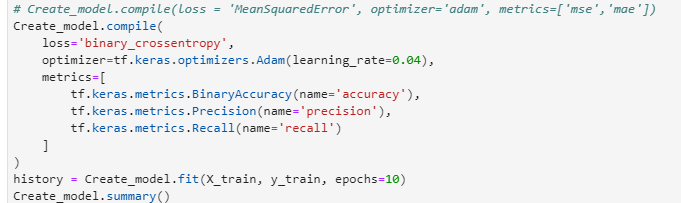 # Create_model.compile(loss = 'MeanSquaredError', optimizer='adam', metrics=['mse','mae'])
Create_model.compile(
    loss='binary_crossentropy',
    optimizer=tf.keras.optimizers.Adam(learning_rate=0.04),
    metrics=[
        tf.keras.metrics.BinaryAccuracy(name='accuracy'),
        tf.keras.metrics.Precision(name='precision'),
        tf.keras.metrics.Recall(name='recall')
    ]
)
history = Create_model.fit(X_train, y_train, epochs=10)
Create_model.summary()